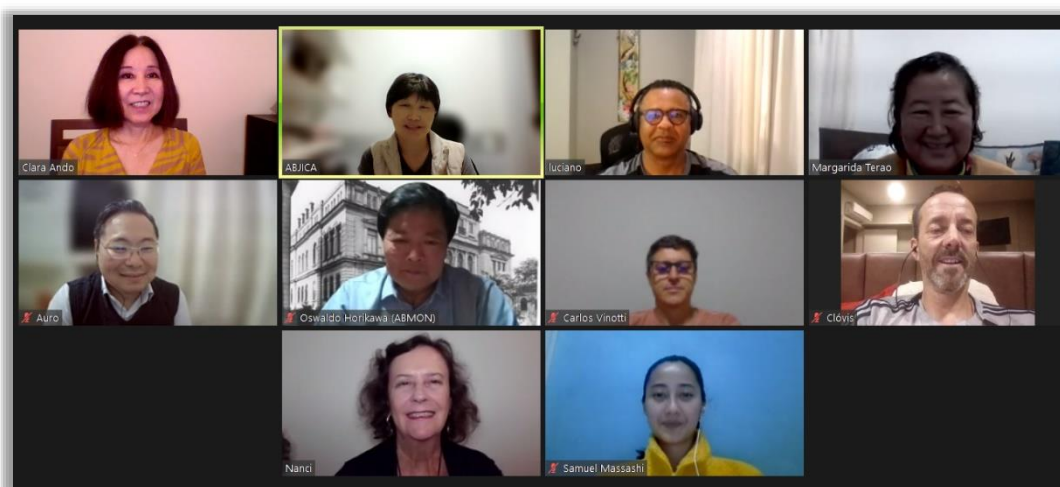 Clara Ando
ABJICA
luciano
Margarida Terao
Auro
Oswaldo Horikawa (ABMON)
Carlos Vinotti
Clóvis
Nanci
Samuel Massashi